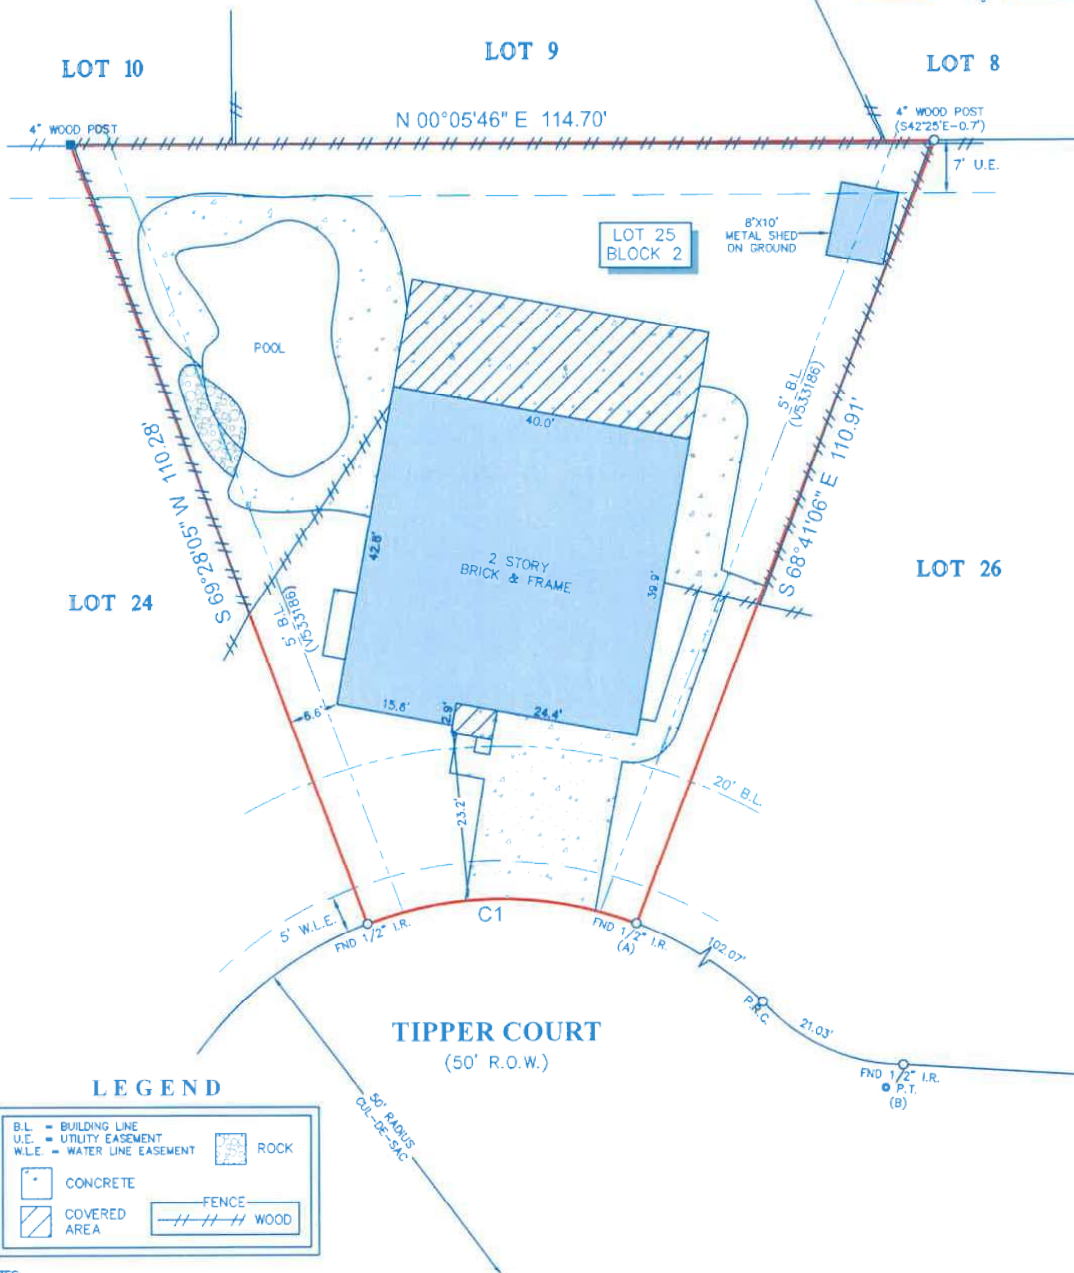 LOT 10
LOT 9
LOT 8
4" WOOD POST
N 00°05'46" E 114.70'
4" WOOD POST
(S42°25'E-0.7')
7' U.E.
LOT 25
BLOCK 2
8'X10'
METAL SHED
ON GROUND
POOL
5' B.L.
(V533186)
40.0'
S 69°28'05" W 110.28'
S 68°41'06" E 110.91'
42.8'
2 STORY
BRICK & FRAME
39.9'
LOT 24
LOT 26
5' B.L.
(V533186)
6.6'
15.6'
2.9'
24.4'
20' B.L.
23.2'
5' W.L.E.
FND 1/2" I.R.
C1
FND 1/2" I.R.
(A)
102.07'
P.R.C.
21.03'
TIPPER COURT
(50' R.O.W.)
FND 1/2" I.R.
@ P.T.
(B)
50' RADIUS
CUL-DE-SAC
LEGEND
B.L. = BUILDING LINE
U.E. = UTILITY EASEMENT
W.L.E. = WATER LINE EASEMENT
ROCK
CONCRETE
COVERED
AREA
FENCE
WOOD